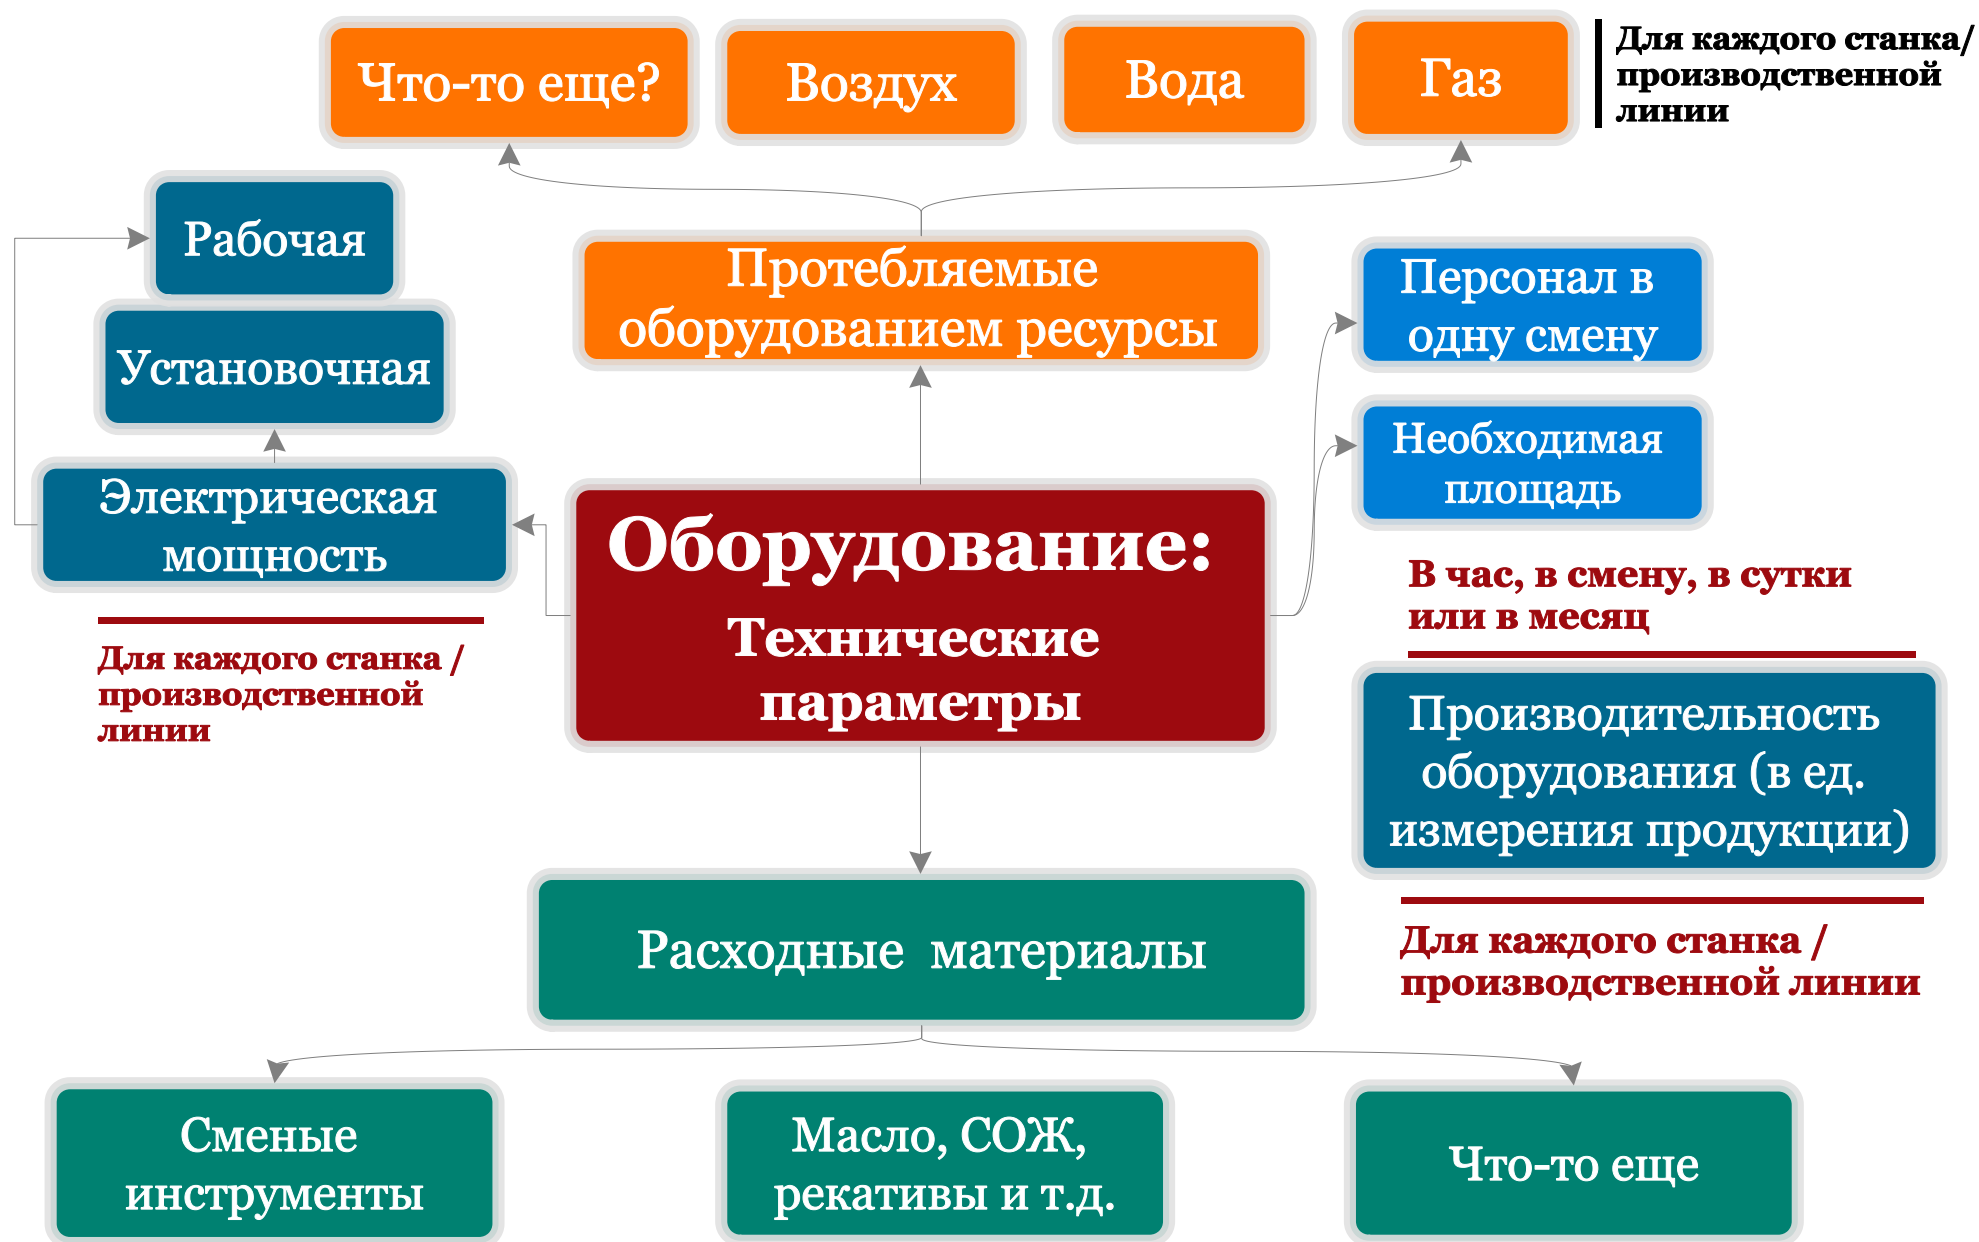 Что-то еще?
Воздух
Вода
Газ
Для каждого станка/
производственной
линии
Рабочая
Установочная
Электрическая
мощность
Для каждого станка /
производственной
линии
Протебляемые
оборудованием ресурсы
Персонал в
одну смену
Необходимая
площадь
Оборудование:
Технические
параметры
В час, в смену, в сутки
или в месяц
Производительность
оборудования (в ед.
измерения продукции)
Для каждого станка /
производственной линии
Расходные материалы
Сменые
инструменты
Масло, СОЖ,
рекативы и т.д.
Что-то еще